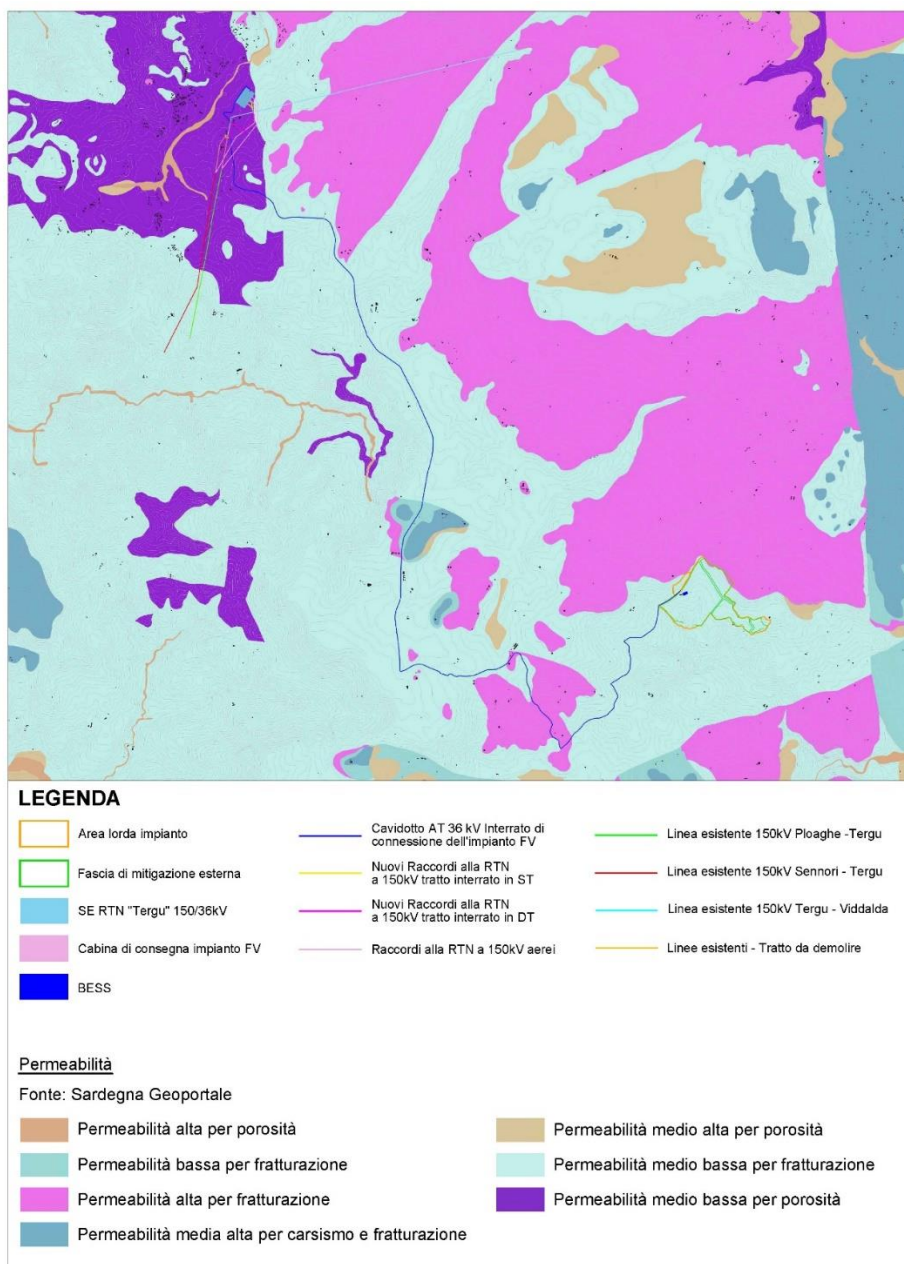 LEGENDA
Area lorda impianto
Fascia di mitigazione esterna
SE RTN "Tergu" 150/36kV
Cabina di consegna impianto FV
BESS
Cavidotto AT 36 kV Interrato di
connessione dell'impianto FV
Nuovi Raccordi alla RTN
a 150kV tratto interrato in ST
Nuovi Raccordi alla RTN
a 150kV tratto interrato in DT
Raccordi alla RTN a 150kV aerei
Linea esistente 150kV Ploaghe -Tergu
Linea esistente 150kV Sennori - Tergu
Linea esistente 150kV Tergu - Viddalda
Linee esistenti - Tratto da demolire
Permeabilità
Fonte: Sardegna Geoportale
Permeabilità alta per porosità
Permeabilità bassa per fratturazione
Permeabilità alta per fratturazione
Permeabilità media alta per carsismo e fratturazione
Permeabilità medio alta per porosità
Permeabilità medio bassa per fratturazione
Permeabilità medio bassa per porosità